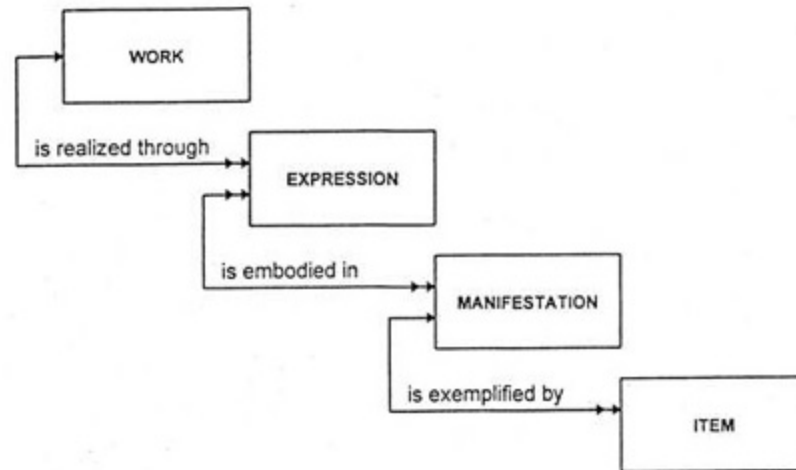 WORK
is realized through
EXPRESSION
is embodied in
MANIFESTATION
is exemplified by
ITEM